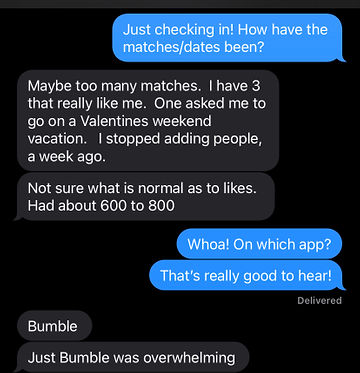 Just checking in! How have the
matches/dates been?
Maybe too many matches.  I have 3
that really like me.  One asked me to
go on a Valentines weekend
vacation.   I stopped adding people,
a week ago.
Not sure what is normal as to likes.
Had about 600 to 800
Whoa! On which app?
That's really good to hear!
Delivered
Bumble
Just Bumble was overwhelming